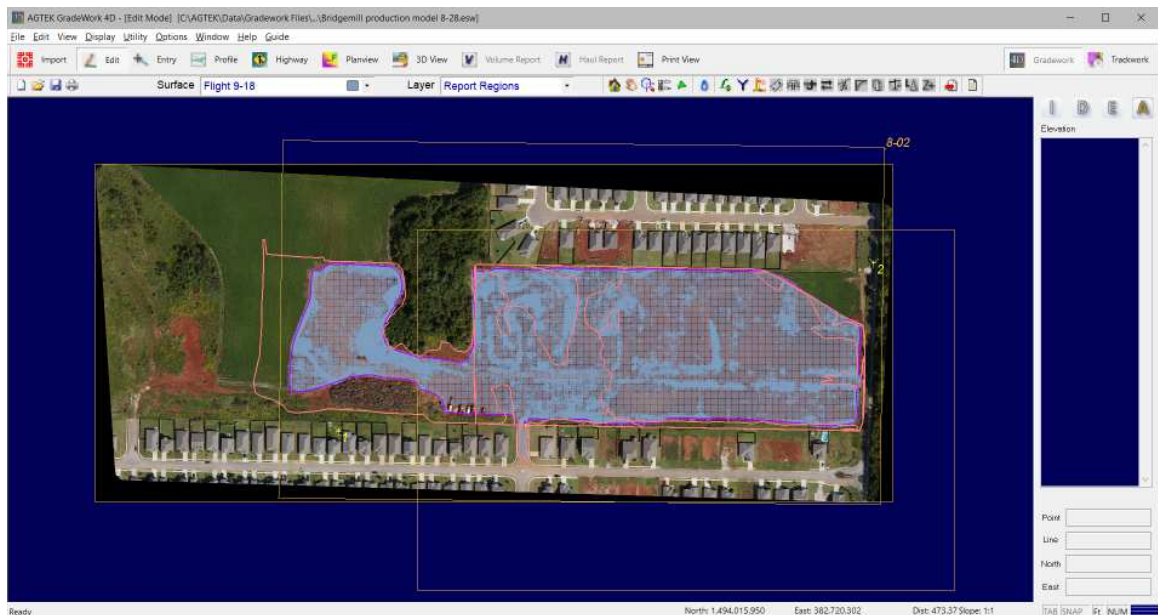 AGTEK GradeWork 4D - [Edit Mode] [C:\AGTEK\Data\Gradework Files\...\Bridgemill production model 8-28.esw]
File Edit View Display Utility Options Window Help Guide
Import Edit Entry Profile Highway Planview 3D View Volume Report Haul Report Print View 4D Gradework Trackwork
Surface Flight 9-18 Layer Report Regions
I D E A
Elevation
8-02
2
Point
Line
North
East
Ready North: 1,494,015.950 East: 382,720.302 Dist: 473.37 Slope: 1:1 TAB SNAP Ft NUM